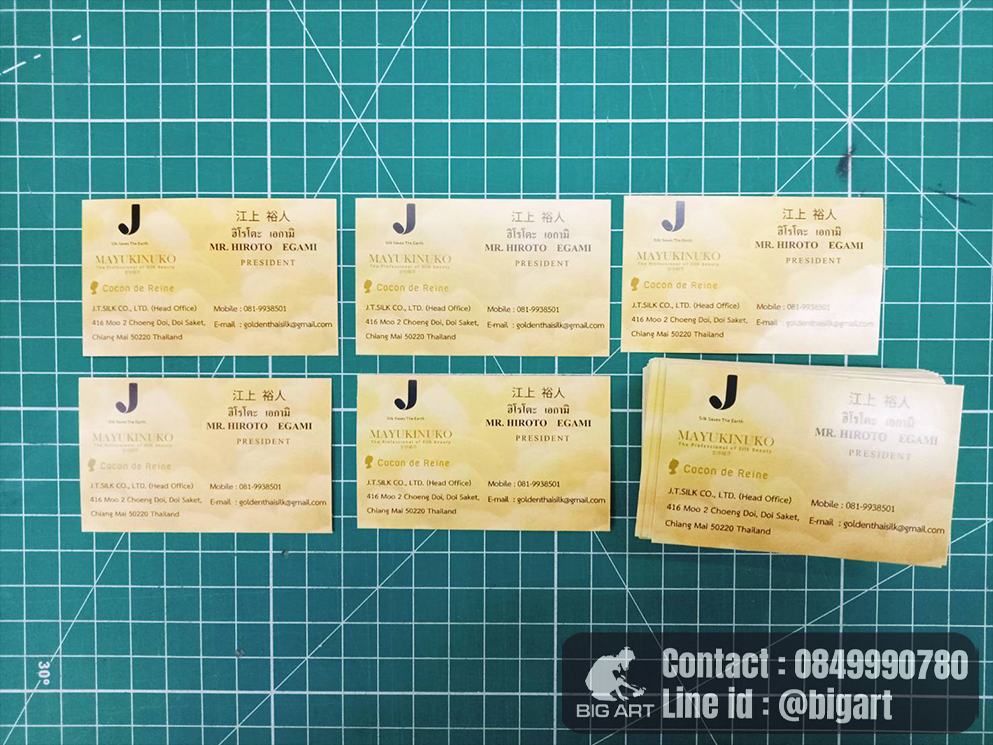 J
Silk Saves The Earth
MAYUKINUKO
The Professional of Silk Beauty
Cocon de Reine
J.T.SILK CO., LTD. (Head Office)
416 Moo 2 Choeng Doi, Doi Saket,
Chiang Mai 50220 Thailand
江上 裕人
ฮิโรโตะ เอกามิ
MR. HIROTO EGAMI
PRESIDENT
Mobile : 081-9938501
E-mail : goldenthaisilk@gmail.com
J
Silk Saves The Earth
MAYUKINUKO
The Professional of Silk Beauty
Cocon de Reine
J.T.SILK CO., LTD. (Head Office)
416 Moo 2 Choeng Doi, Doi Saket,
Chiang Mai 50220 Thailand
江上 裕人
ฮิโรโตะ เอกามิ
MR. HIROTO EGAMI
PRESIDENT
Mobile : 081-9938501
E-mail : goldenthaisilk@gmail.com
J
Silk Saves The Earth
MAYUKINUKO
The Professional of Silk Beauty
Cocon de Reine
J.T.SILK CO., LTD. (Head Office)
416 Moo 2 Choeng Doi, Doi Saket,
Chiang Mai 50220 Thailand
江上 裕人
ฮิโรโตะ เอกามิ
MR. HIROTO EGAMI
PRESIDENT
Mobile : 081-9938501
E-mail : goldenthaisilk@gmail.com
J
Silk Saves The Earth
MAYUKINUKO
The Professional of Silk Beauty
Cocon de Reine
J.T.SILK CO., LTD. (Head Office)
416 Moo 2 Choeng Doi, Doi Saket,
Chiang Mai 50220 Thailand
江上 裕人
ฮิโรโตะ เอกามิ
MR. HIROTO EGAMI
PRESIDENT
Mobile : 081-9938501
E-mail : goldenthaisilk@gmail.com
J
Silk Saves The Earth
MAYUKINUKO
The Professional of Silk Beauty
Cocon de Reine
J.T.SILK CO., LTD. (Head Office)
416 Moo 2 Choeng Doi, Doi Saket,
Chiang Mai 50220 Thailand
江上 裕人
ฮิโรโตะ เอกามิ
MR. HIROTO EGAMI
PRESIDENT
Mobile : 081-9938501
E-mail : goldenthaisilk@gmail.com
J
Silk Saves The Earth
MAYUKINUKO
The Professional of Silk Beauty
Cocon de Reine
J.T.SILK CO., LTD. (Head Office)
416 Moo 2 Choeng Doi, Doi Saket,
Chiang Mai 50220 Thailand
江上 裕人
ฮิโรโตะ เอกามิ
MR. HIROTO EGAMI
PRESIDENT
Mobile : 081-9938501
E-mail : goldenthaisilk@gmail.com
30°
BIG ART
Contact : 0849990780
Line id : @bigart